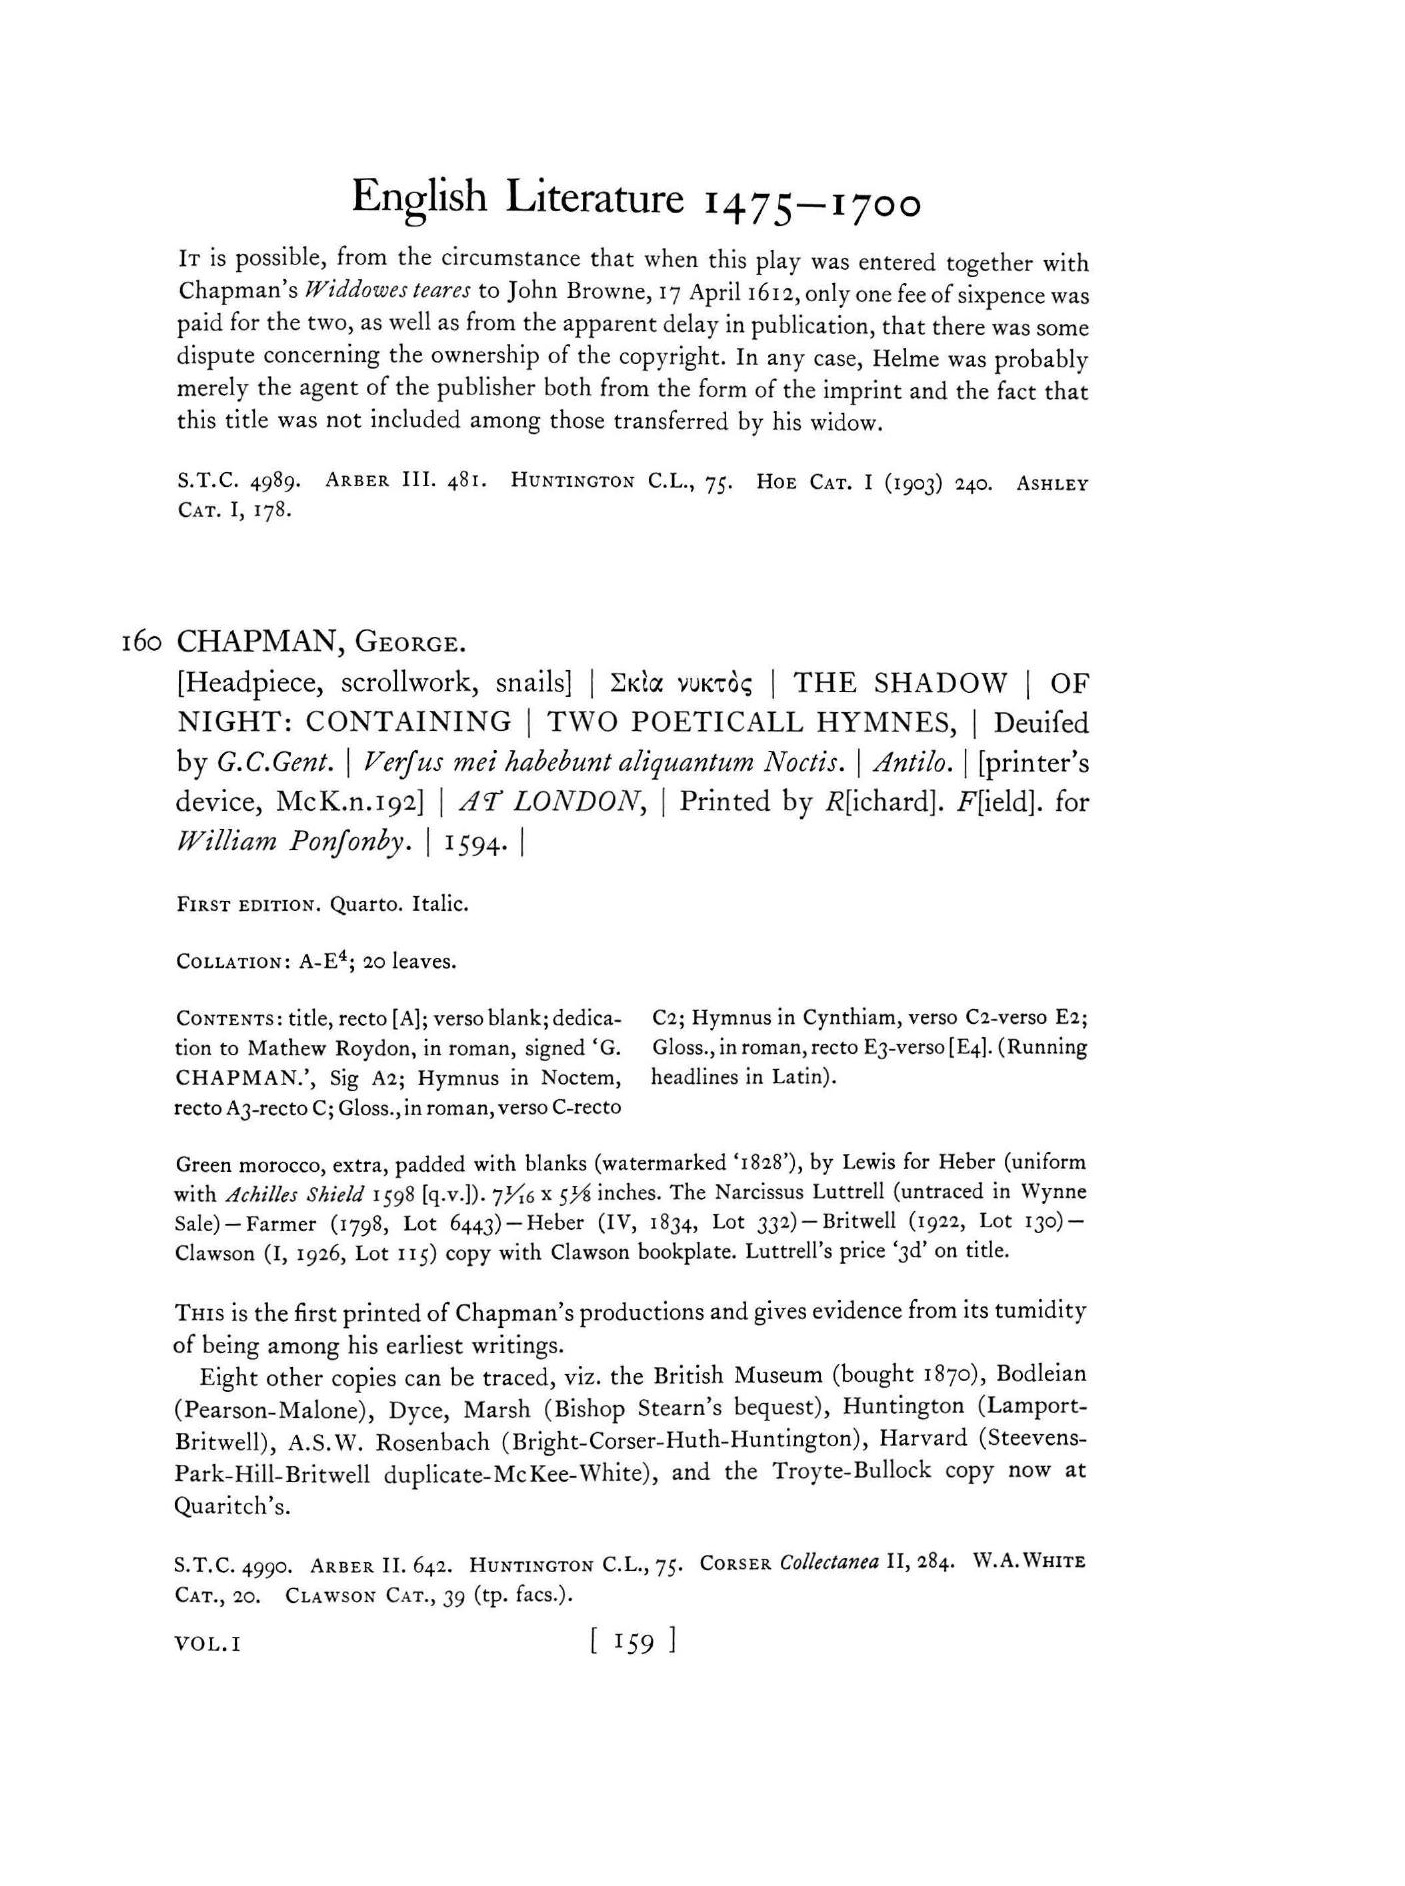 English Literature 1475—1700
IT is possible, from the circumstance that when this play was entered together with
Chapman's Widdowes teares to John Browne, 17 April 1612, only one fee of sixpence was
paid for the two, as well as from the apparent delay in publication, that there was some
dispute concerning the ownership of the copyright. In any case, Helme was probably
merely the agent of the publisher both from the form of the imprint and the fact that
this title was not included among those transferred by his widow.
S.T.C. 4989. ARBER III. 481. HUNTINGTON C.L., 75. HOE CAT. I (1903) 240. ASHLEY
CAT. I, 178.
160 CHAPMAN, GEORGE.
[Headpiece, scrollwork, snails] | Σκὶα νυκτὸς | THE SHADOW | OF
NIGHT: CONTAINING | TWO POETICALL HYMNES, | Deuiſed
by G.C.Gent. | Verſus mei habebunt aliquantum Noctis. | Antilo. | [printer's
device, McK.n.192] | AT LONDON, | Printed by R[ichard]. F[ield]. for
William Ponſonby. | 1594. |
FIRST EDITION. Quarto. Italic.
COLLATION: A-E⁴; 20 leaves.
CONTENTS: title, recto [A]; verso blank; dedica-
tion to Mathew Roydon, in roman, signed 'G.
CHAPMAN.', Sig A2; Hymnus in Noctem,
recto A3-recto C; Gloss., in roman, verso C-recto
C2; Hymnus in Cynthiam, verso C2-verso E2;
Gloss., in roman, recto E3-verso [E4]. (Running
headlines in Latin).
Green morocco, extra, padded with blanks (watermarked '1828'), by Lewis for Heber (uniform
with Achilles Shield 1598 [q.v.]). 7 1/16 x 5 1/8 inches. The Narcissus Luttrell (untraced in Wynne
Sale)—Farmer (1798, Lot 6443)—Heber (IV, 1834, Lot 332)—Britwell (1922, Lot 130)—
Clawson (I, 1926, Lot 115) copy with Clawson bookplate. Luttrell's price '3d' on title.
THIS is the first printed of Chapman's productions and gives evidence from its tumidity
of being among his earliest writings.
Eight other copies can be traced, viz. the British Museum (bought 1870), Bodleian
(Pearson-Malone), Dyce, Marsh (Bishop Stearn's bequest), Huntington (Lamport-
Britwell), A.S.W. Rosenbach (Bright-Corser-Huth-Huntington), Harvard (Steevens-
Park-Hill-Britwell duplicate-McKee-White), and the Troyte-Bullock copy now at
Quaritch's.
S.T.C. 4990. ARBER II. 642. HUNTINGTON C.L., 75. CORSER Collectanea II, 284. W.A.WHITE
CAT., 20. CLAWSON CAT., 39 (tp. facs.).
VOL.I [ 159 ]